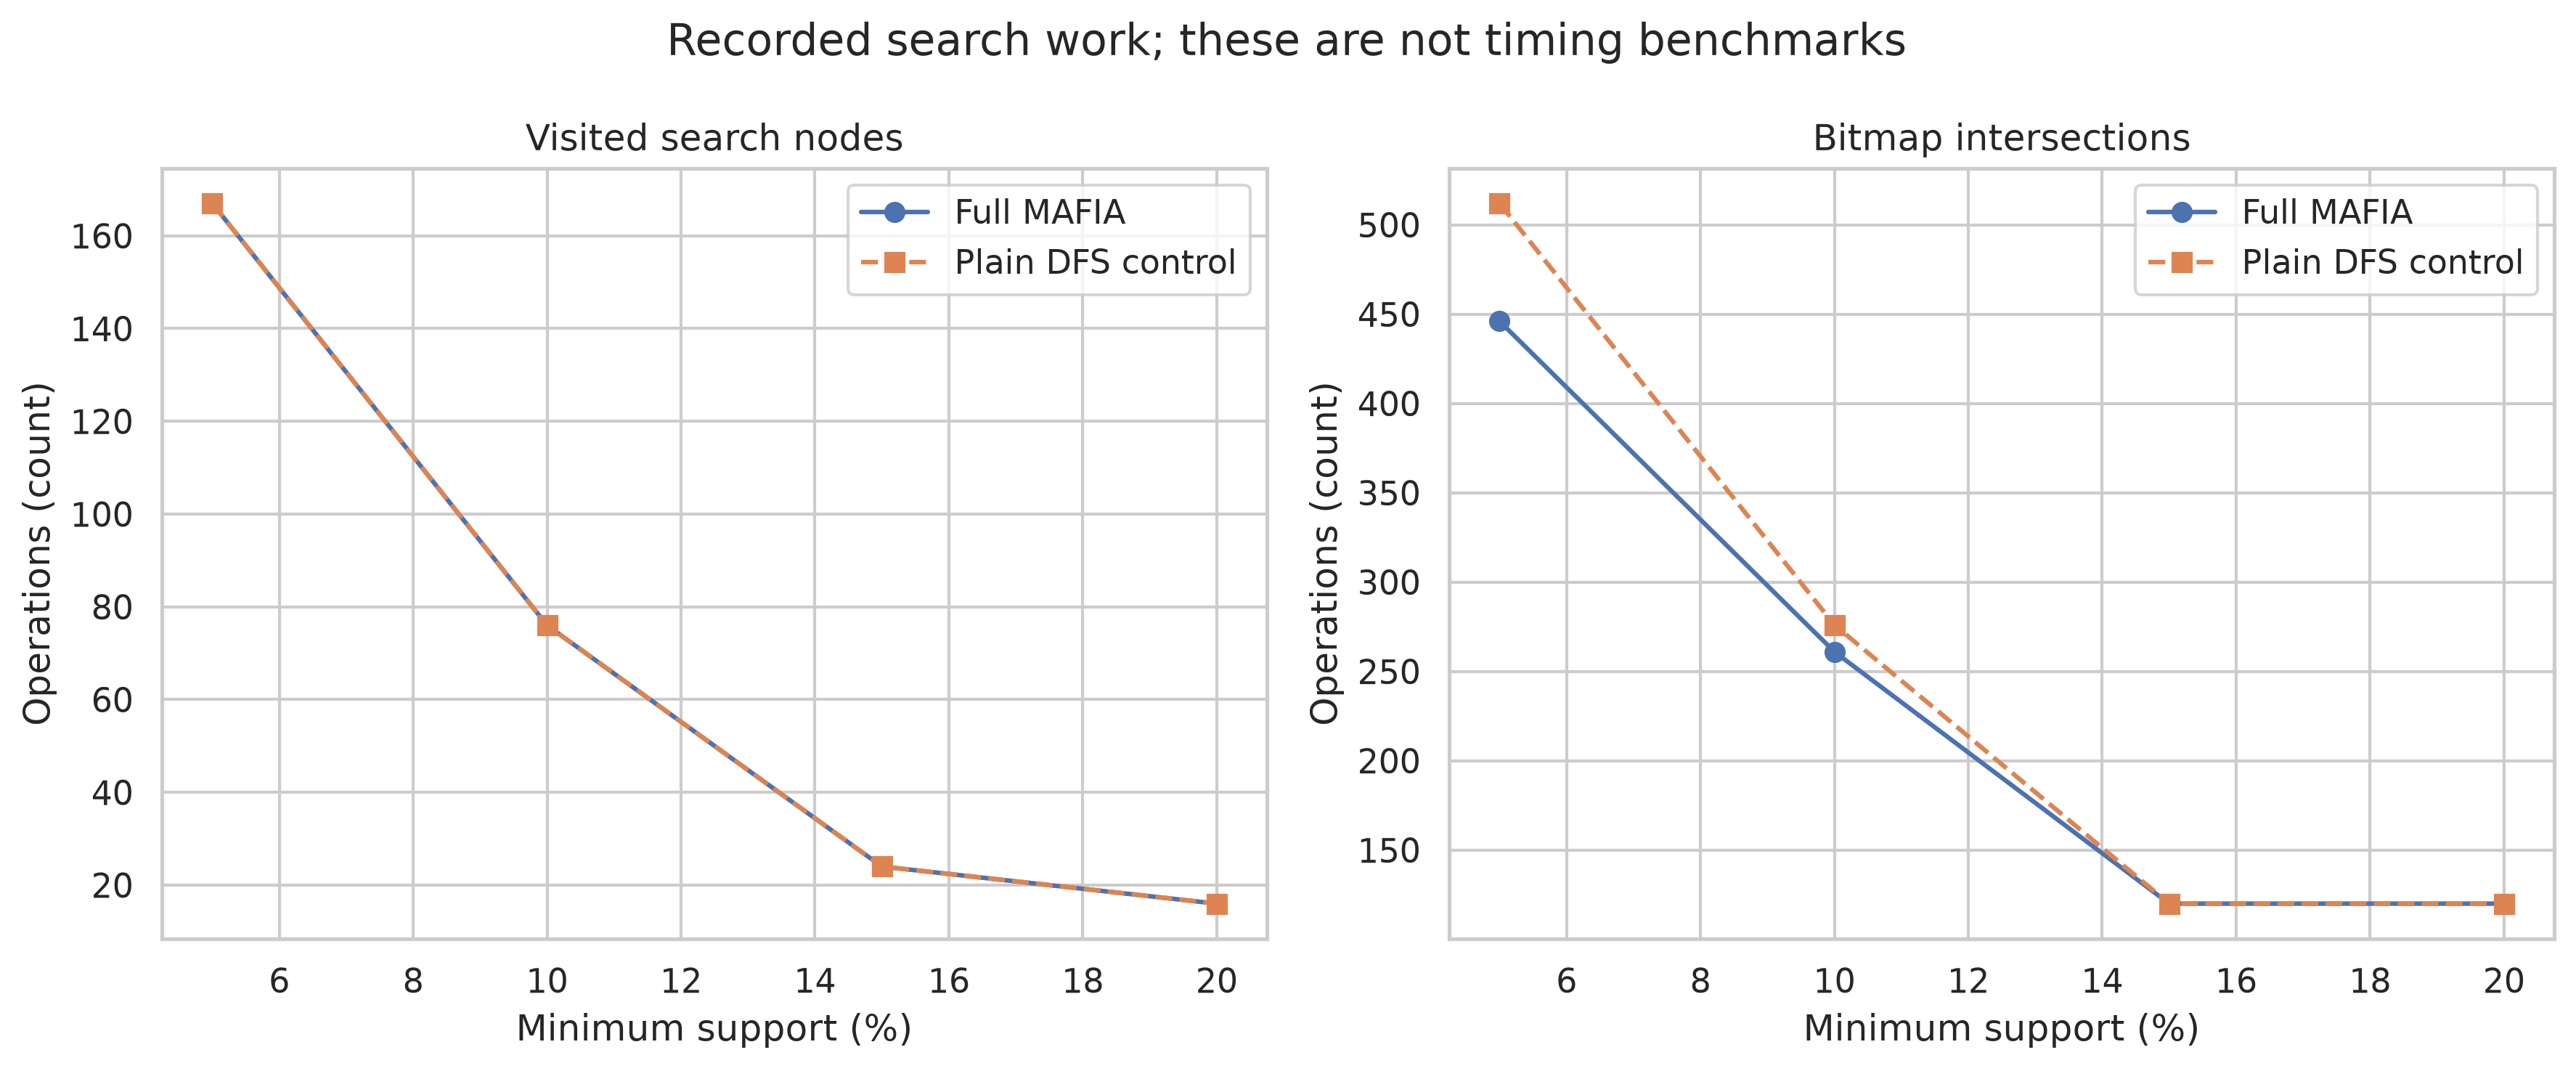 Recorded search work; these are not timing benchmarks
Visited search nodes
Full MAFIA
Plain DFS control
160
140
120
100
80
60
40
20
Operations (count)
6 8 10 12 14 16 18 20
Minimum support (%)
Bitmap intersections
Full MAFIA
Plain DFS control
500
450
400
350
300
250
200
150
Operations (count)
6 8 10 12 14 16 18 20
Minimum support (%)